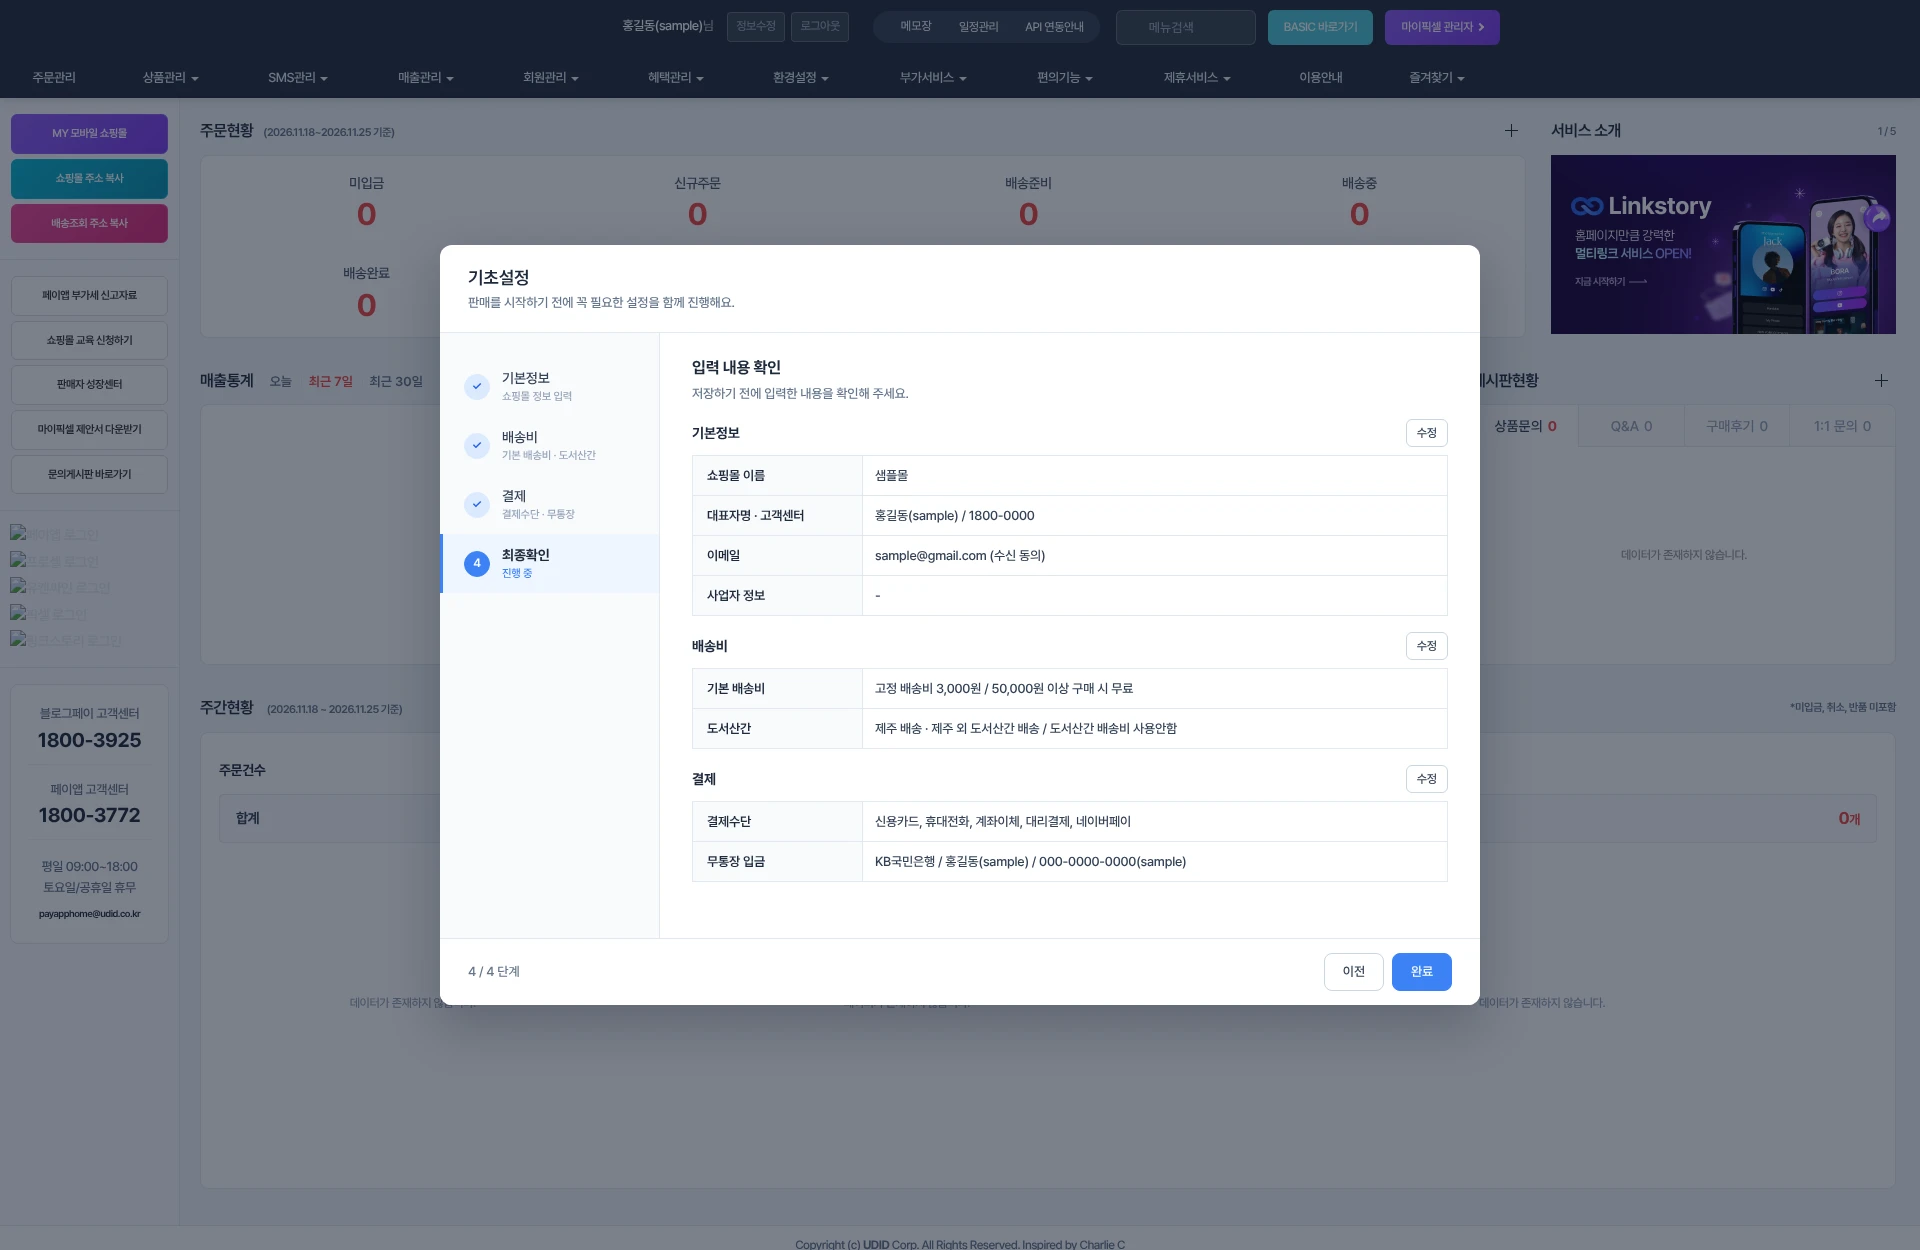 홍길동(sample)님
정보수정
로그아웃
메모장
일정관리
API 연동안내
메뉴검색
BASIC 바로가기
마이픽셀 관리자
주문관리
상품관리
SMS관리
매출관리
회원관리
혜택관리
환경설정
부가서비스
편의기능
제휴서비스
이용안내
즐겨찾기
MY 모바일 쇼핑몰
쇼핑몰 주소 복사
배송조회 주소 복사
페이앱 부가세 신고자료
쇼핑몰 교육 신청하기
판매자 성장센터
마이픽셀 제안서 다운받기
문의게시판 바로가기
페이앱 로그인
프로셀 로그인
링크스토리 로그인
블로그페이 고객센터
1800-3925
페이앱 고객센터
1800-3772
평일 09:00~18:00
토요일/공휴일 휴무
payapphome@udid.co.kr
주문현황 (2026.11.18~2026.11.25 기준)
미입금
0
신규주문
0
배송준비
0
배송중
0
배송완료
0
서비스 소개
1 / 5
Linkstory
홈페이지만큼 강력한
멀티링크 서비스 OPEN!
지금 시작하기
Jack
BORA
매출통계 오늘 최근 7일 최근 30일
게시판현황
상품문의 0
Q&A 0
구매후기 0
1:1 문의 0
데이터가 존재하지 않습니다.
주간현황 (2026.11.18 ~ 2026.11.25 기준)
*미입금, 취소, 반품 미포함
주문건수
합계
0개
데이터가 존재하지 않
데이터가 존재하지 않습니다.
기초설정
판매를 시작하기 전에 꼭 필요한 설정을 함께 진행해요.
기본정보
쇼핑몰 정보 입력
배송비
기본 배송비 · 도서산간
결제
결제수단 · 무통장
4
최종확인
진행 중
입력 내용 확인
저장하기 전에 입력한 내용을 확인해 주세요.
기본정보
수정
쇼핑몰 이름 샘플몰
대표자명 · 고객센터 홍길동(sample) / 1800-0000
이메일 sample@gmail.com (수신 동의)
사업자 정보 -
배송비
수정
기본 배송비 고정 배송비 3,000원 / 50,000원 이상 구매 시 무료
도서산간 제주 배송 · 제주 외 도서산간 배송 / 도서산간 배송비 사용안함
결제
수정
결제수단 신용카드, 휴대전화, 계좌이체, 대리결제, 네이버페이
무통장 입금 KB국민은행 / 홍길동(sample) / 000-0000-0000(sample)
4 / 4 단계
이전
완료
Copyright (c) UDID Corp. All Rights Reserved. Inspired by Charlie C